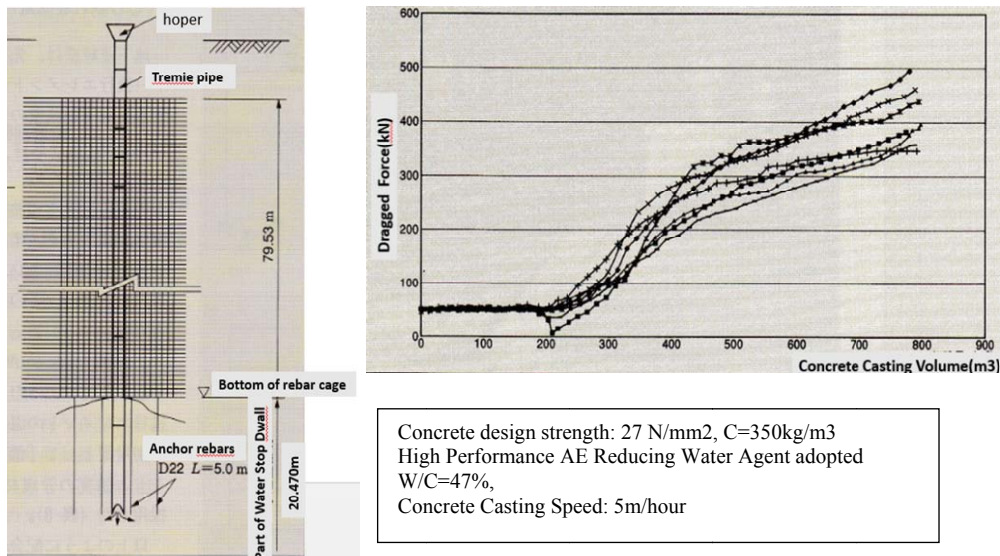 hoper
Tremie pipe
79.53 m
Bottom of rebar cage
Anchor rebars
D22 L=5.0 m
Part of Water Stop Dwall
20.470m
Dragged Force(kN)
600
500
400
300
200
100
0
0 100 200 300 400 500 600 700 800 900
Concrete Casting Volume(m3)
Concrete design strength: 27 N/mm2, C=350kg/m3
High Performance AE Reducing Water Agent adopted
W/C=47%,
Concrete Casting Speed: 5m/hour